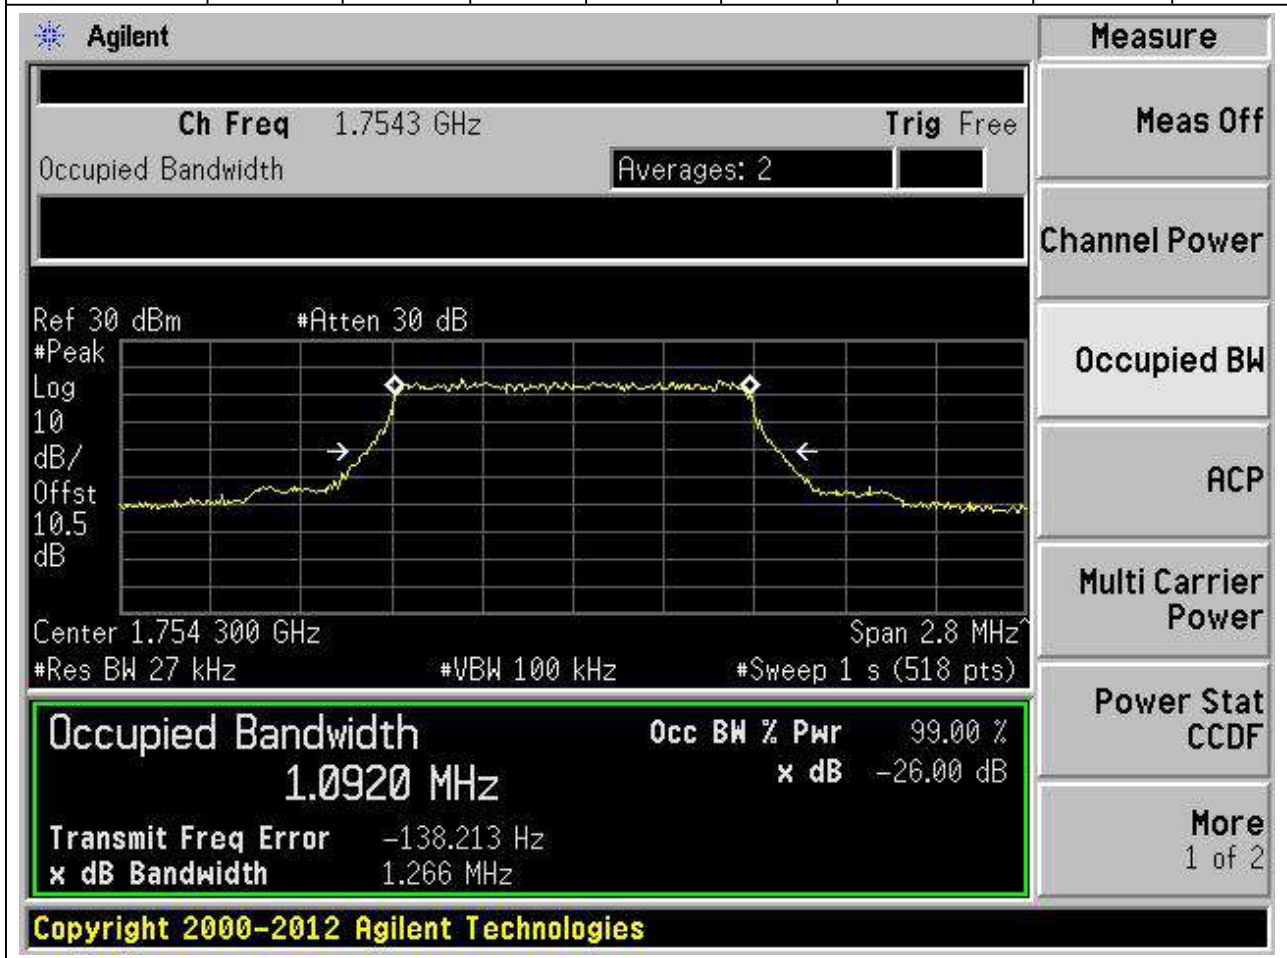 Agilent
Measure
Ch Freq 1.7543 GHz Trig Free
Occupied Bandwidth Averages: 2
Ref 30 dBm #Atten 30 dB
#Peak
Log
10
dB/
Offst
10.5
dB
Center 1.754 300 GHz Span 2.8 MHz^
#Res BW 27 kHz #VBW 100 kHz #Sweep 1 s (518 pts)
Occupied Bandwidth Occ BW % Pwr 99.00 %
1.0920 MHz x dB -26.00 dB
Transmit Freq Error -138.213 Hz
x dB Bandwidth 1.266 MHz
Copyright 2000-2012 Agilent Technologies
Meas Off
Channel Power
Occupied BW
ACP
Multi Carrier
Power
Power Stat
CCDF
More
1 of 2